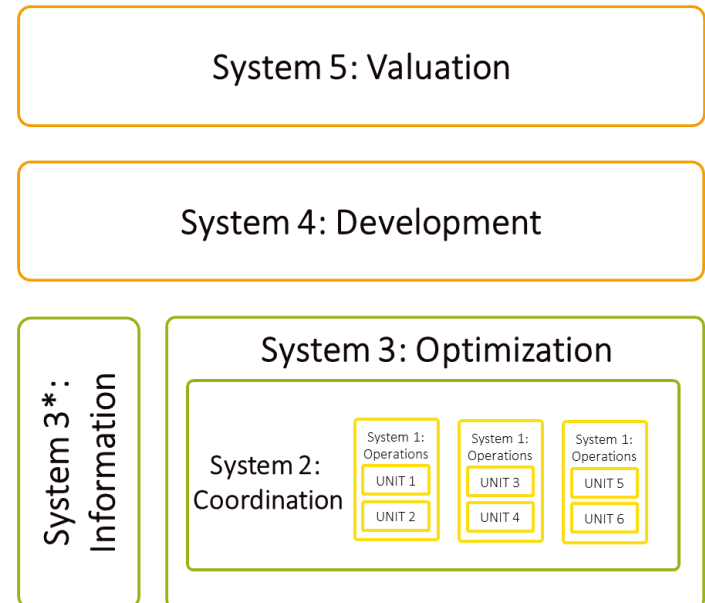 System 5: Valuation
System 4: Development
System 3*:
Information
System 3: Optimization
System 2:
Coordination
System 1:
Operations
UNIT 1
UNIT 2
System 1:
Operations
UNIT 3
UNIT 4
System 1:
Operations
UNIT 5
UNIT 6